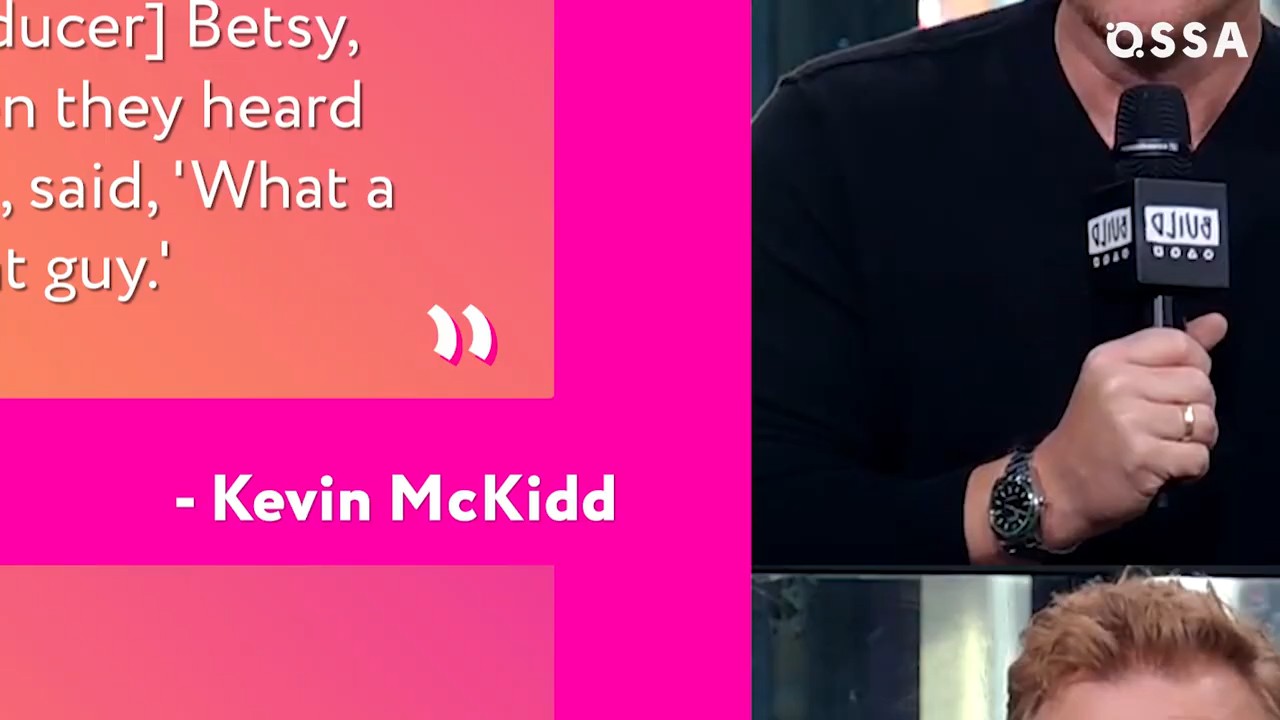 ducer] Betsy,
n they heard
, said, 'What a
t guy.'
”
- Kevin McKidd
OSSA
BUILD
BUILD